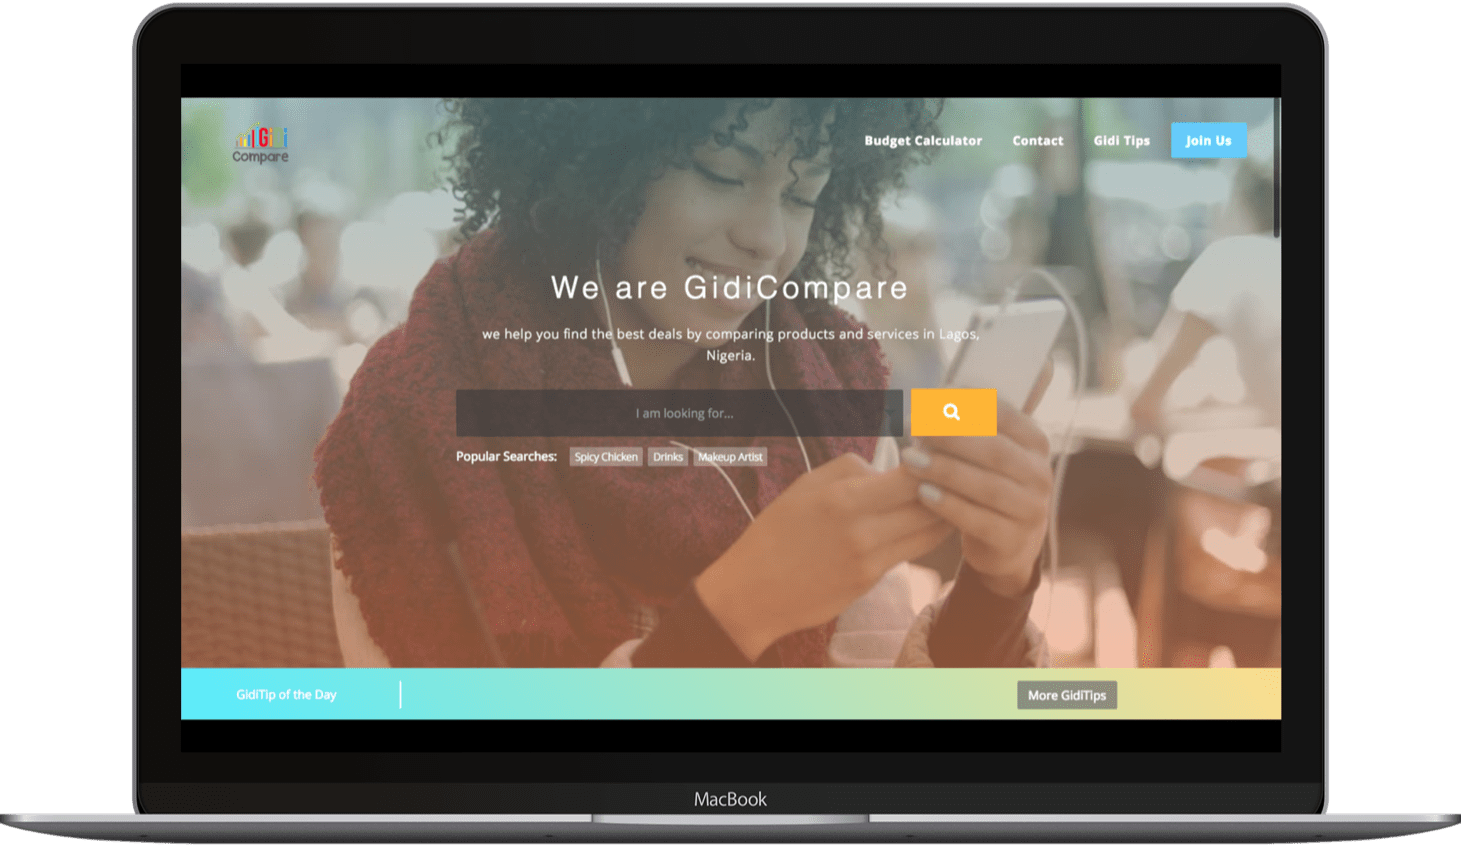 Gidi
Compare
Budget Calculator
Contact
Gidi Tips
Join Us
We are GidiCompare
we help you find the best deals by comparing products and services in Lagos,
Nigeria.
I am looking for...
Popular Searches:
Spicy Chicken
Drinks
Makeup Artist
GidiTip of the Day
More GidiTips
MacBook